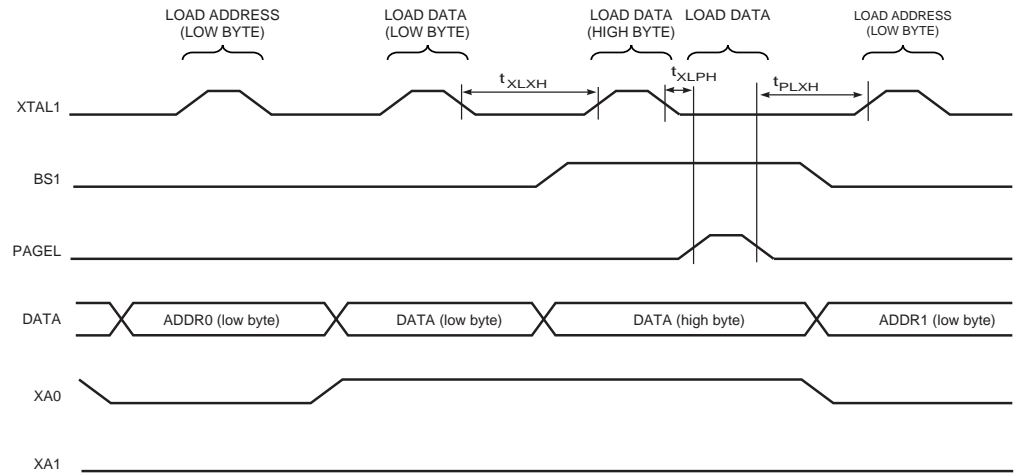 LOAD ADDRESS
(LOW BYTE)
LOAD DATA
(LOW BYTE)
LOAD DATA
(HIGH BYTE)
LOAD DATA
LOAD ADDRESS
(LOW BYTE)
tXLXH
tXLPH
tPLXH
XTAL1
BS1
PAGEL
DATA
ADDR0 (low byte)
DATA (low byte)
DATA (high byte)
ADDR1 (low byte)
XA0
XA1